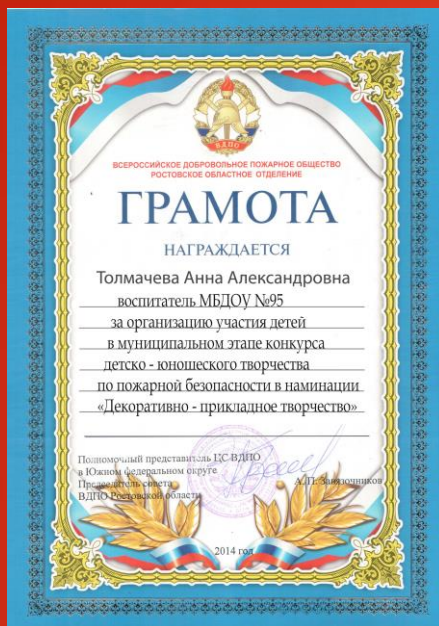 ВДПО
ВСЕРОССИЙСКОЕ ДОБРОВОЛЬНОЕ ПОЖАРНОЕ ОБЩЕСТВО
РОСТОВСКОЕ ОБЛАСТНОЕ ОТДЕЛЕНИЕ
ГРАМОТА
НАГРАЖДАЕТСЯ
Толмачева Анна Александровна
воспитатель МБДОУ №95
за организацию участия детей
в муниципальном этапе конкурса
детско - юношеского творчества
по пожарной безопасности в наминации
«Декоративно - прикладное творчество»
Полномочный представитель ЦС ВДПО
в Южном федеральном округе
Председатель совета
ВДПО Ростовской области
А. П.
2014 год